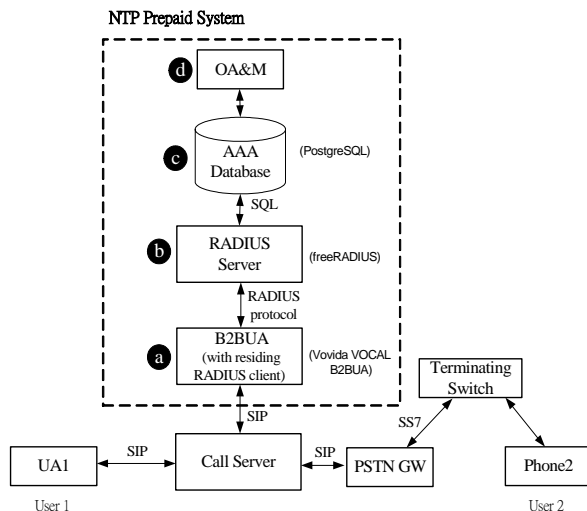 NTP Prepaid System
d
OA&M
c
AAA
Database
(PostgreSQL)
SQL
b
RADIUS
Server
(freeRADIUS)
RADIUS
protocol
a
B2BUA
(with residing
RADIUS client)
(Vovida VOCAL
B2BUA)
Terminating
Switch
SIP
SS7
UA1
SIP
Call Server
SIP
PSTN GW
Phone2
User 1
User 2